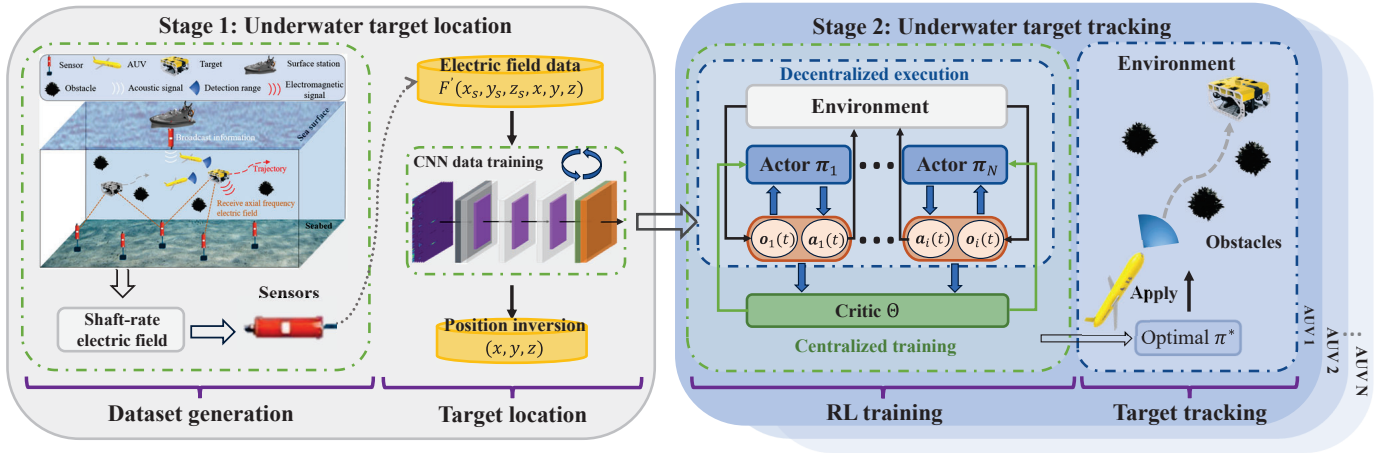 Stage 1: Underwater target location
Sensor
AUV
Target
Surface station
Obstacle
Acoustic signal
Detection range
Electromagnetic
signal
Sea surface
Broadcast information
Trajectory
Receive axial frequency
electric field
Seabed
Shaft-rate
electric field
Sensors
Dataset generation
Electric field data
F′(xₛ, yₛ, zₛ, x, y, z)
CNN data training
Position inversion
(x, y, z)
Target location
Stage 2: Underwater target tracking
Decentralized execution
Environment
Actor π₁
Actor π_N
o₁(t)
a₁(t)
aᵢ(t)
oᵢ(t)
Critic Θ
Centralized training
RL training
Environment
Obstacles
Apply
Optimal π*
Target tracking
AUV 1
AUV 2
AUV N